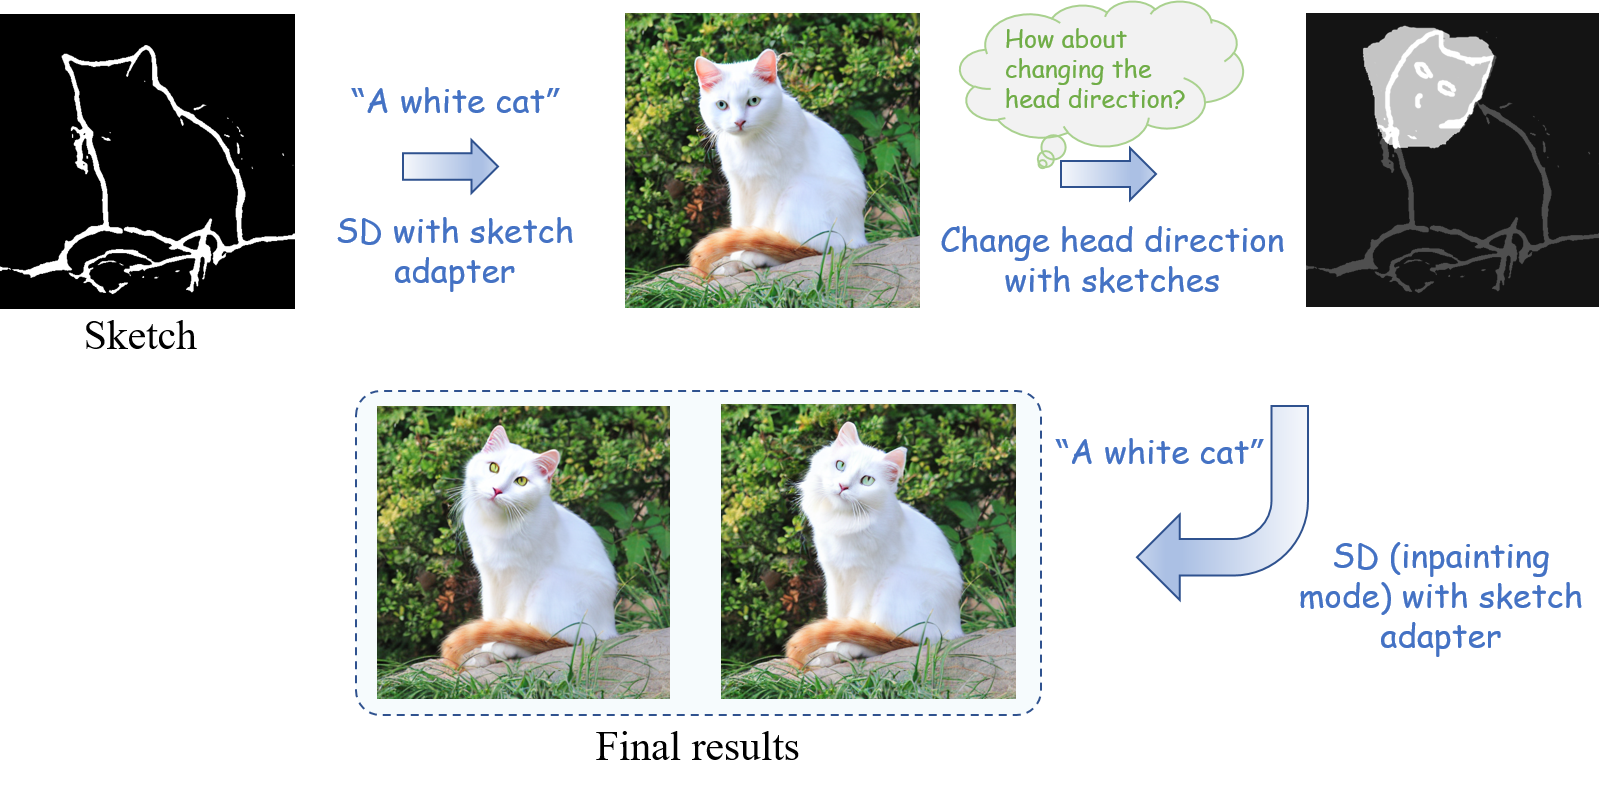 “A white cat”
SD with sketch
adapter
Sketch
How about
changing the
head direction?
Change head direction
with sketches
“A white cat”
SD (inpainting
mode) with sketch
adapter
Final results